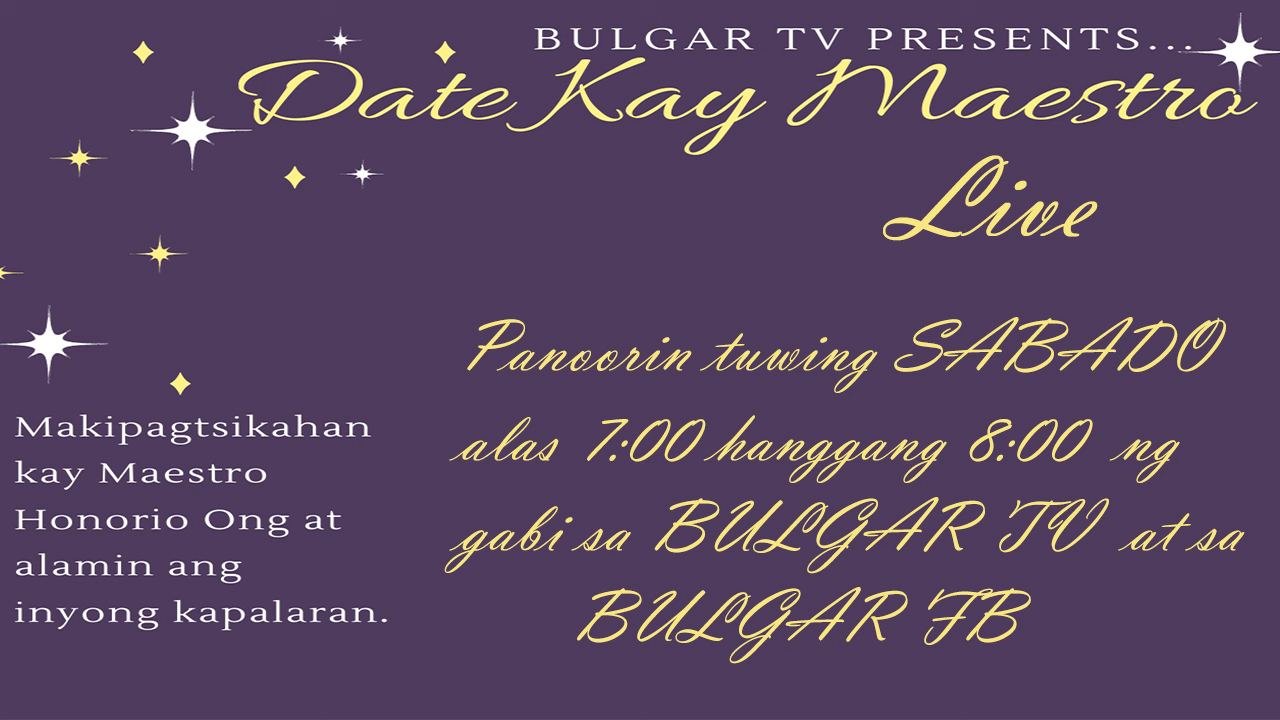 BULGAR TV PRESENTS...
Date Kay Maestro
Live
Panoorin tuwing SABADO
alas 7:00 hanggang 8:00 ng
gabi sa BULGAR TV at sa
BULGAR FB
Makipagtsikahan
kay Maestro
Honorio Ong at
alamin ang
inyong kapalaran.